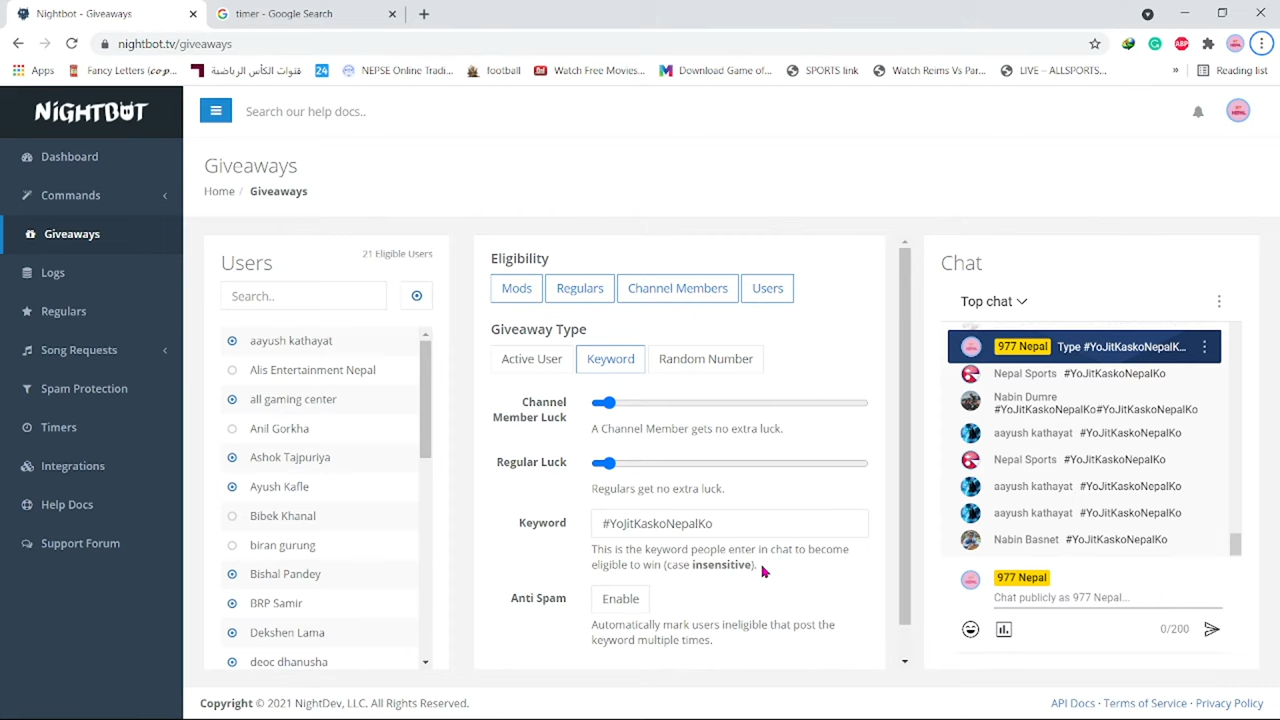 Nightbot - Giveaways
timer - Google Search
nightbot.tv/giveaways
ABP
Apps
Fancy Letters (c٥p...
قنوات الكأس الرياضية
24
NEPSE Online Tradi...
football
Watch Free Movies...
Download Game of...
SPORTS link
Watch Reims Vs Par...
LIVE – ALLSPORTS...
»
Reading list
NiGHTBOT
Search our help docs..
Dashboard
Commands
Giveaways
Logs
Regulars
Song Requests
Spam Protection
Timers
Integrations
Help Docs
Support Forum
Giveaways
Home / Giveaways
Users
21 Eligible Users
Search..
aayush kathayat
Alis Entertainment Nepal
all gaming center
Anil Gorkha
Ashok Tajpuriya
Ayush Kafle
Bibek Khanal
biran gurung
Bishal Pandey
BRP Samir
Dekshen Lama
deoc dhanusha
Eligibility
Mods
Regulars
Channel Members
Users
Giveaway Type
Active User
Keyword
Random Number
Channel
Member Luck
A Channel Member gets no extra luck.
Regular Luck
Regulars get no extra luck.
Keyword
#YoJitKaskoNepalKo
This is the keyword people enter in chat to become
eligible to win (case insensitive).
Anti Spam
Enable
Automatically mark users ineligible that post the
keyword multiple times.
Chat
Top chat
977 Nepal Type #YoJitKaskoNepalK...
Nepal Sports #YoJitKaskoNepalKo
Nabin Dumre
#YoJitKaskoNepalKo#YoJitKaskoNepalKo
aayush kathayat #YoJitKaskoNepalKo
Nepal Sports #YoJitKaskoNepalKo
aayush kathayat #YoJitKaskoNepalKo
aayush kathayat #YoJitKaskoNepalKo
Nabin Basnet #YoJitKaskoNepalKo
977 Nepal
Chat publicly as 977 Nepal...
0/200
Copyright © 2021 NightDev, LLC. All Rights Reserved.
API Docs · Terms of Service · Privacy Policy